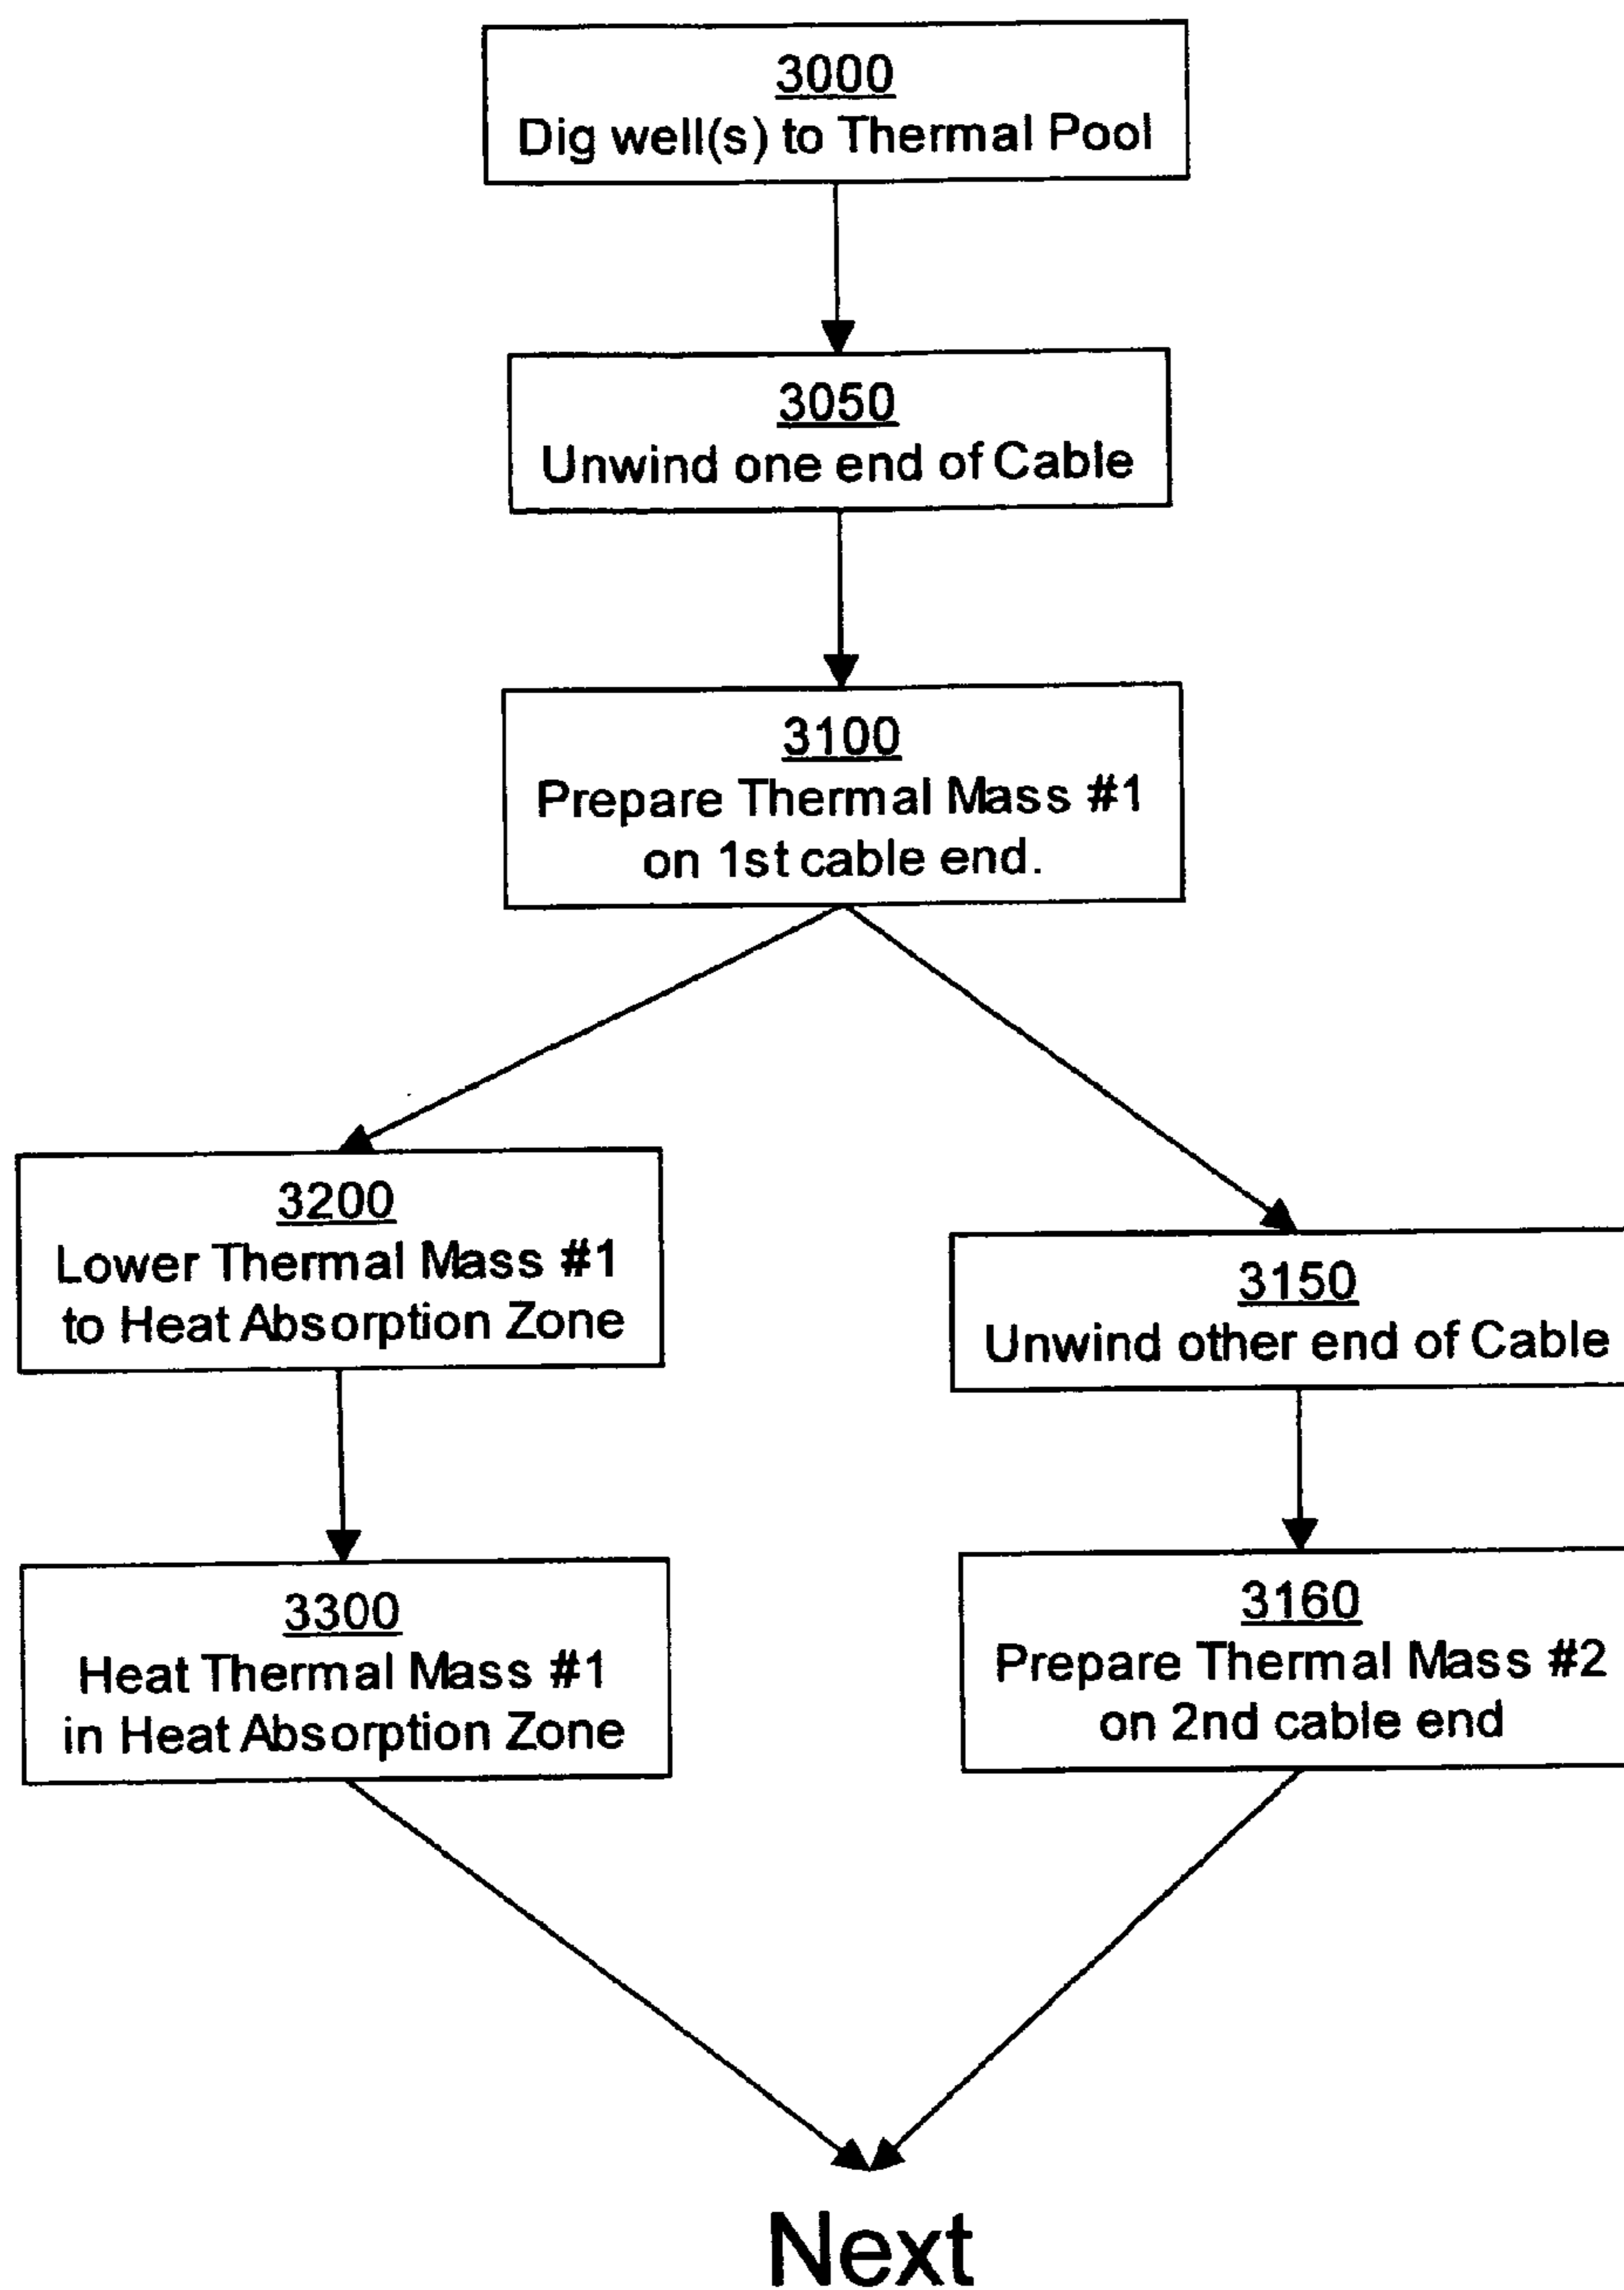 3000
Dig well(s) to Thermal Pool
3050
Unwind one end of Cable
3100
Prepare Thermal Mass #1
on 1st cable end.
3200
Lower Thermal Mass #1
to Heat Absorption Zone
3150
Unwind other end of Cable
3300
Heat Thermal Mass #1
in Heat Absorption Zone
3160
Prepare Thermal Mass #2
on 2nd cable end
Next